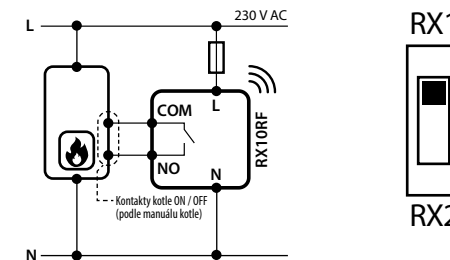 230 V AC
L
RX1
COM
L
RX10RF
NO
N
Kontakty kotle ON / OFF
(podle manuálu kotle)
RX2
N